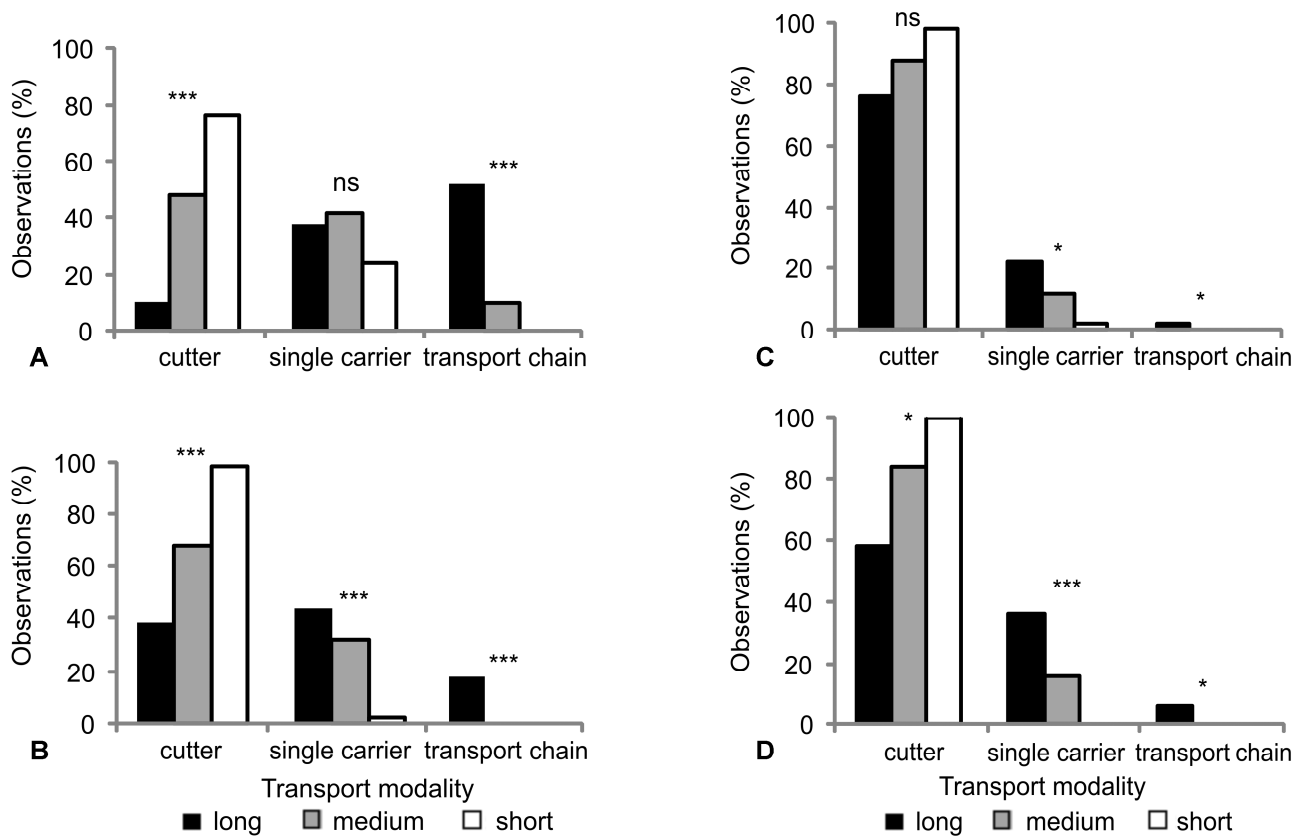 Observations (%)
100
80
60
40
20
0
***
ns
***
A
cutter
single carrier
transport chain
Observations (%)
100
80
60
40
20
0
***
***
***
B
cutter
single carrier
transport chain
Transport modality
long
medium
short
Observations (%)
100
80
60
40
20
0
ns
*
*
C
cutter
single carrier
transport chain
Observations (%)
100
80
60
40
20
0
*
***
*
D
cutter
single carrier
transport chain
Transport modality
long
medium
short